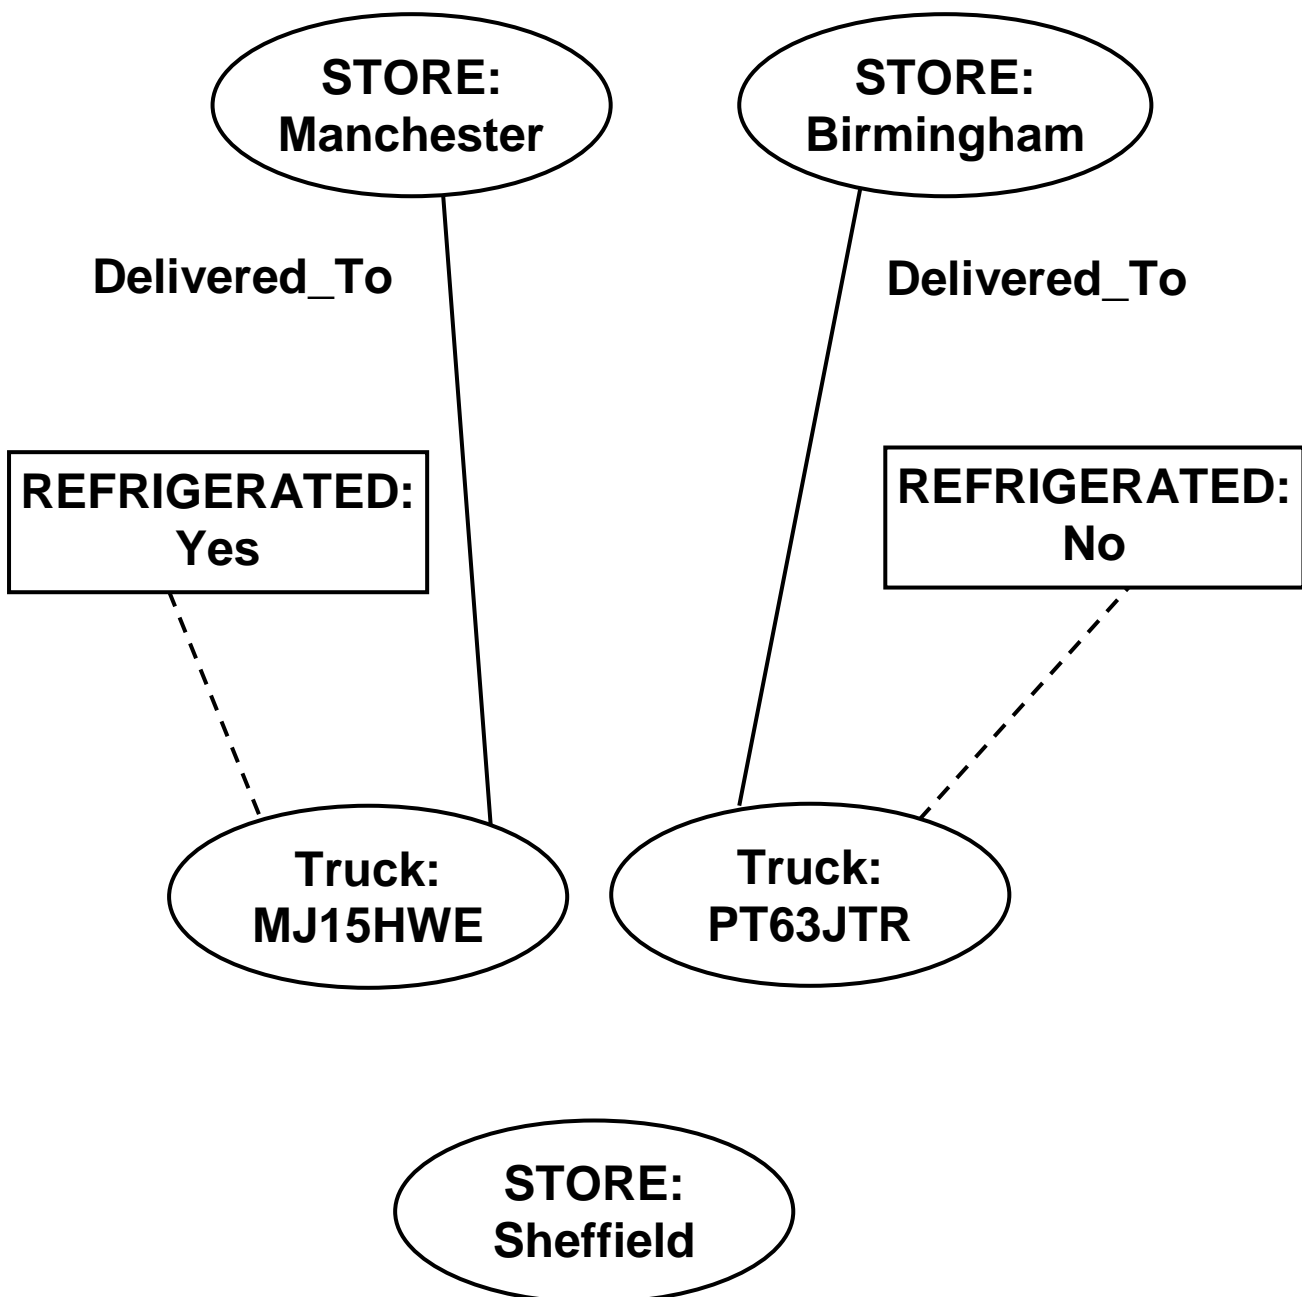 STORE:
Manchester
STORE:
Birmingham
Delivered_To
Delivered_To
REFRIGERATED:
Yes
REFRIGERATED:
No
Truck:
MJ15HWE
Truck:
PT63JTR
STORE:
Sheffield